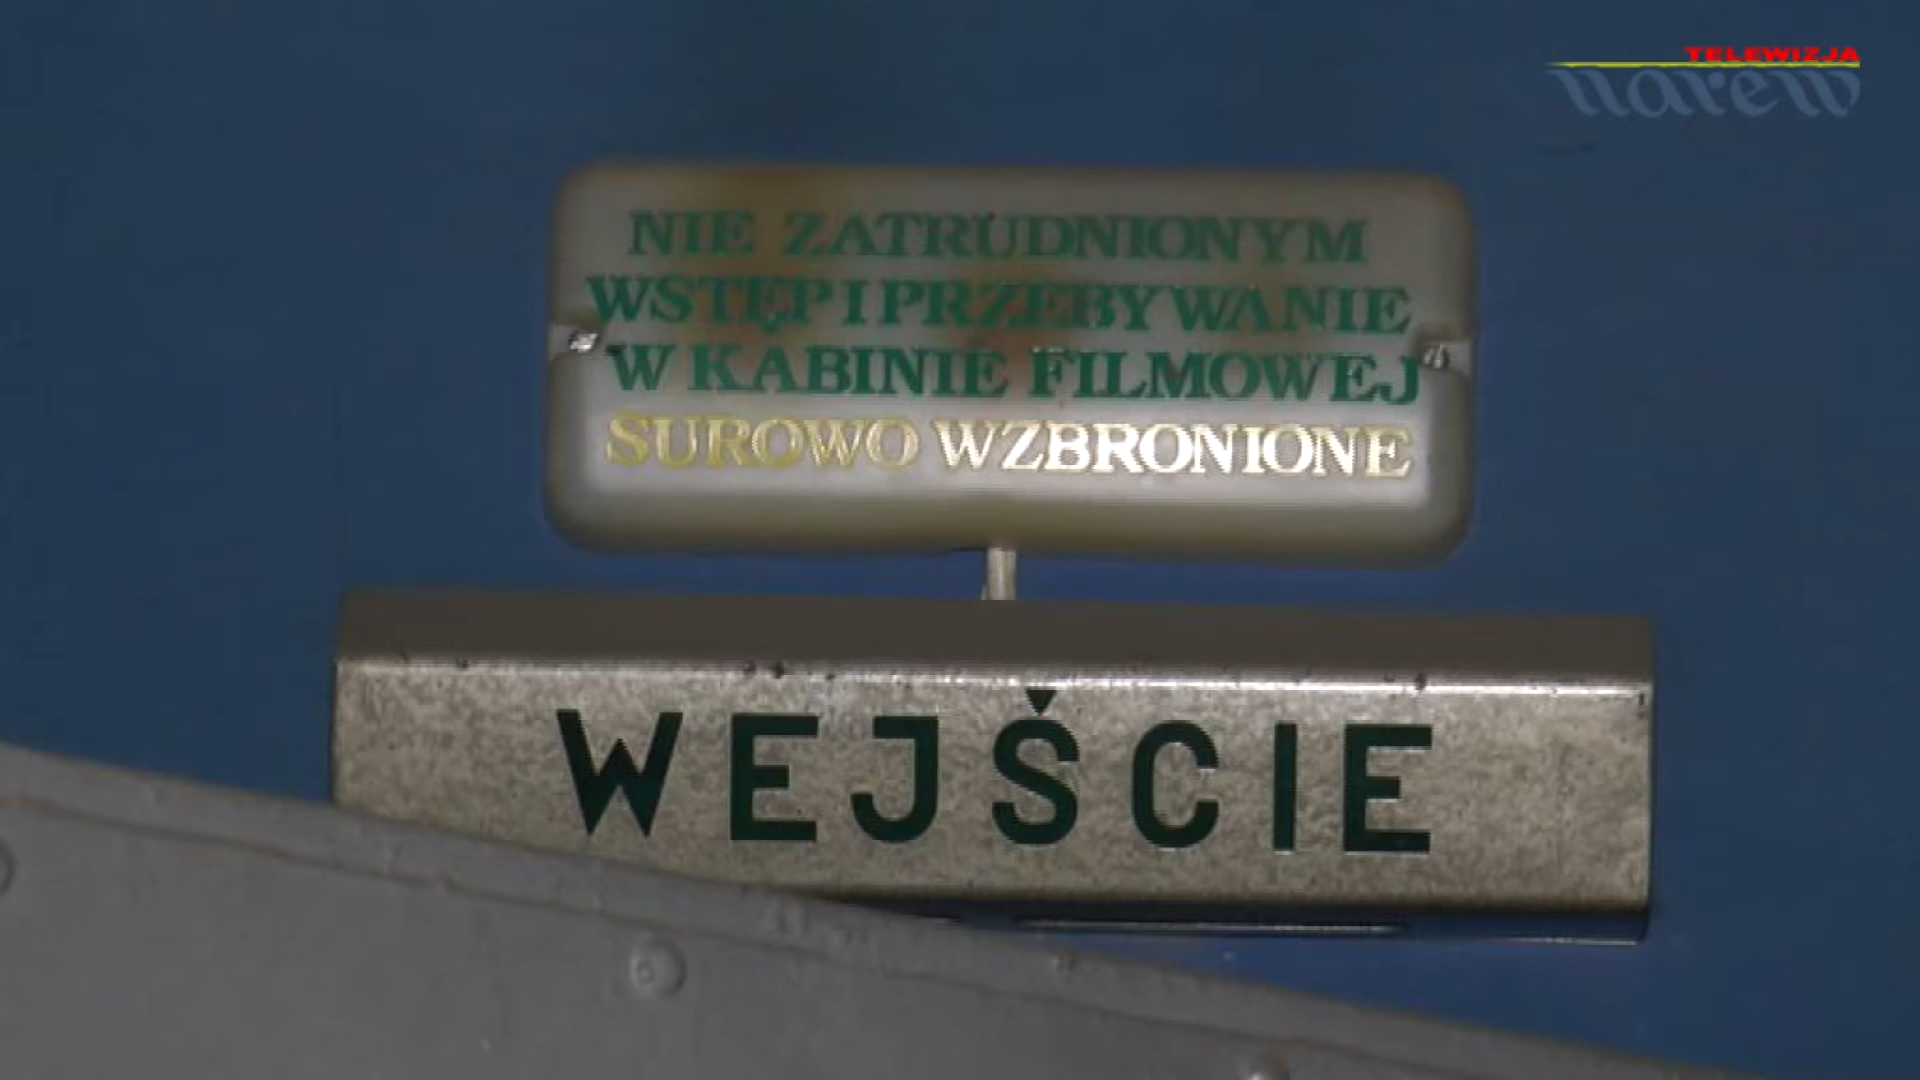 TELEWIZJA
narew
NIE ZATRUDNIONYM
WSTĘP I PRZEBYWANIE
W KABINIE FILMOWEJ
SUROWO WZBRONIONE
WEJŚCIE